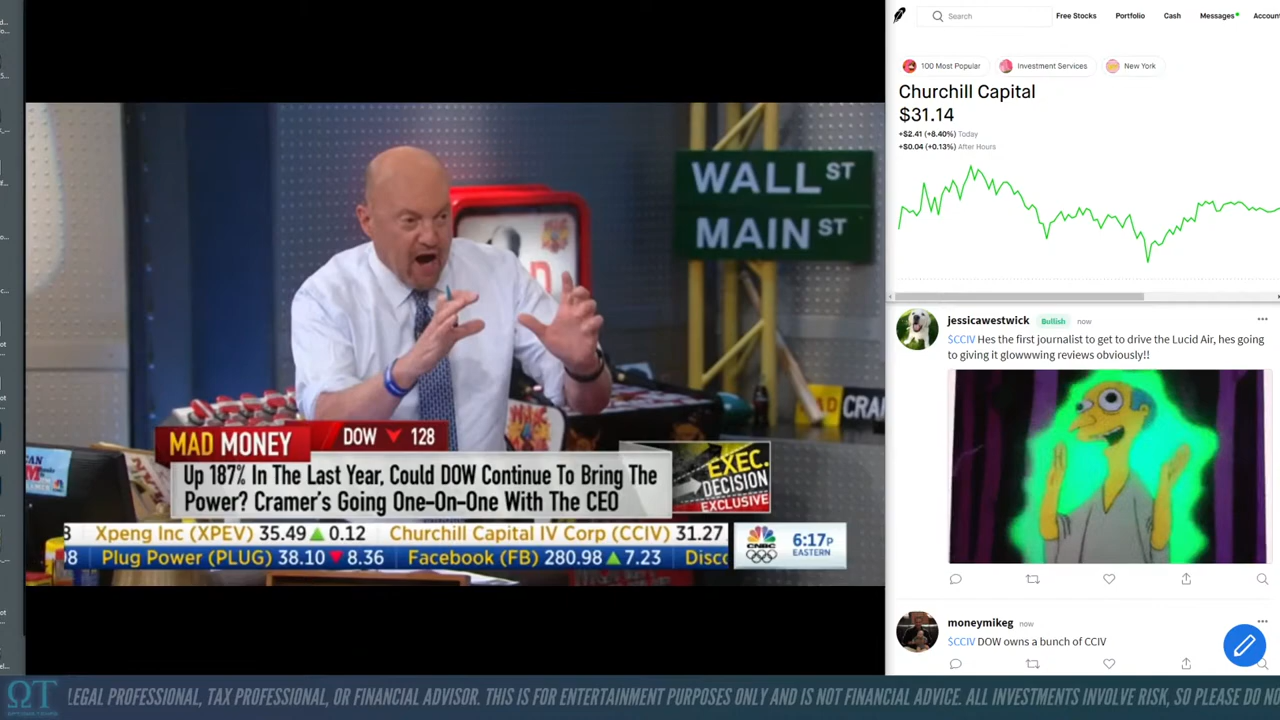 Search
Free Stocks
Portfolio
Cash
Messages
Accoun
100 Most Popular
Investment Services
New York
Churchill Capital
$31.14
+$2.41 (+8.40%) Today
+$0.04 (+0.13%) After Hours
WALL ST
MAIN ST
MAD MONEY
DOW ▼ 128
Up 187% In The Last Year, Could DOW Continue To Bring The
Power? Cramer's Going One-On-One With The CEO
EXEC.
DECISION
EXCLUSIVE
Xpeng Inc (XPEV) 35.49 ▲ 0.12 Churchill Capital IV Corp (CCIV) 31.27
Plug Power (PLUG) 38.10 ▼ 8.36 Facebook (FB) 280.98 ▲ 7.23 Disc
CNBC
6:17P
EASTERN
jessicawestwick Bullish now
$CCIV Hes the first journalist to get to drive the Lucid Air, hes going
to giving it glowwwing reviews obviously!!
moneymikeg now
$CCIV DOW owns a bunch of CCIV
LEGAL PROFESSIONAL, TAX PROFESSIONAL, OR FINANCIAL ADVISOR. THIS IS FOR ENTERTAINMENT PURPOSES ONLY AND IS NOT FINANCIAL ADVICE. ALL INVESTMENTS INVOLVE RISK, SO PLEASE DO NO